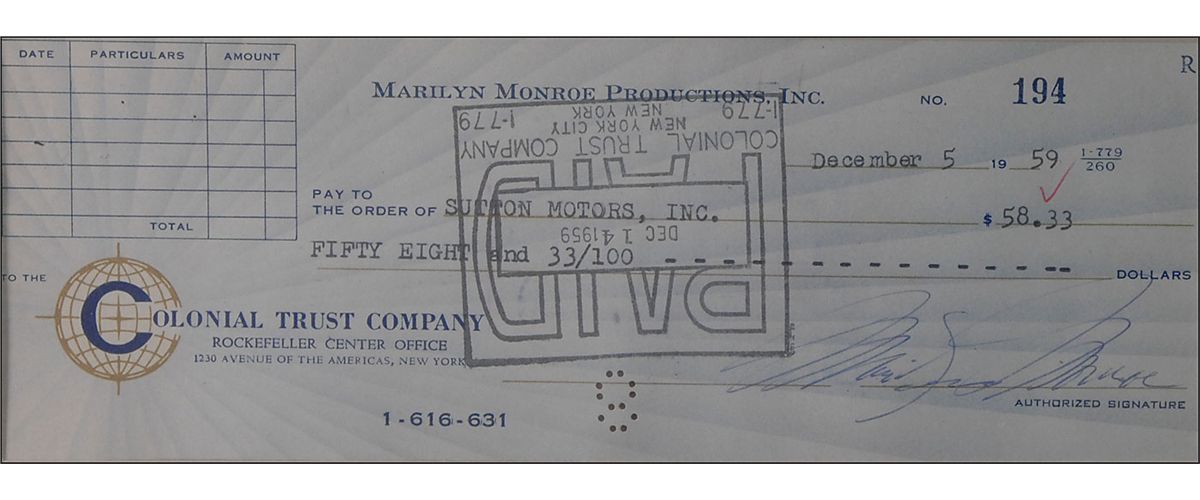 DATE PARTICULARS AMOUNT
R
MARILYN MONROE PRODUCTIONS, INC.
NO. 194
1-779 1-779
NEW YORK
NEW YORK CITY
COLONIAL TRUST COMPANY
December 5 19 59 1-779/260
PAY TO
THE ORDER OF SUTTON MOTORS, INC. $ 58.33
TOTAL
DEC 14 1959
FIFTY EIGHT and 33/100 - - - - - - - - - - - - - - DOLLARS
PAID
TO THE
COLONIAL TRUST COMPANY
ROCKEFELLER CENTER OFFICE
1230 AVENUE OF THE AMERICAS, NEW YORK
Marilyn Monroe
AUTHORIZED SIGNATURE
1-616-631